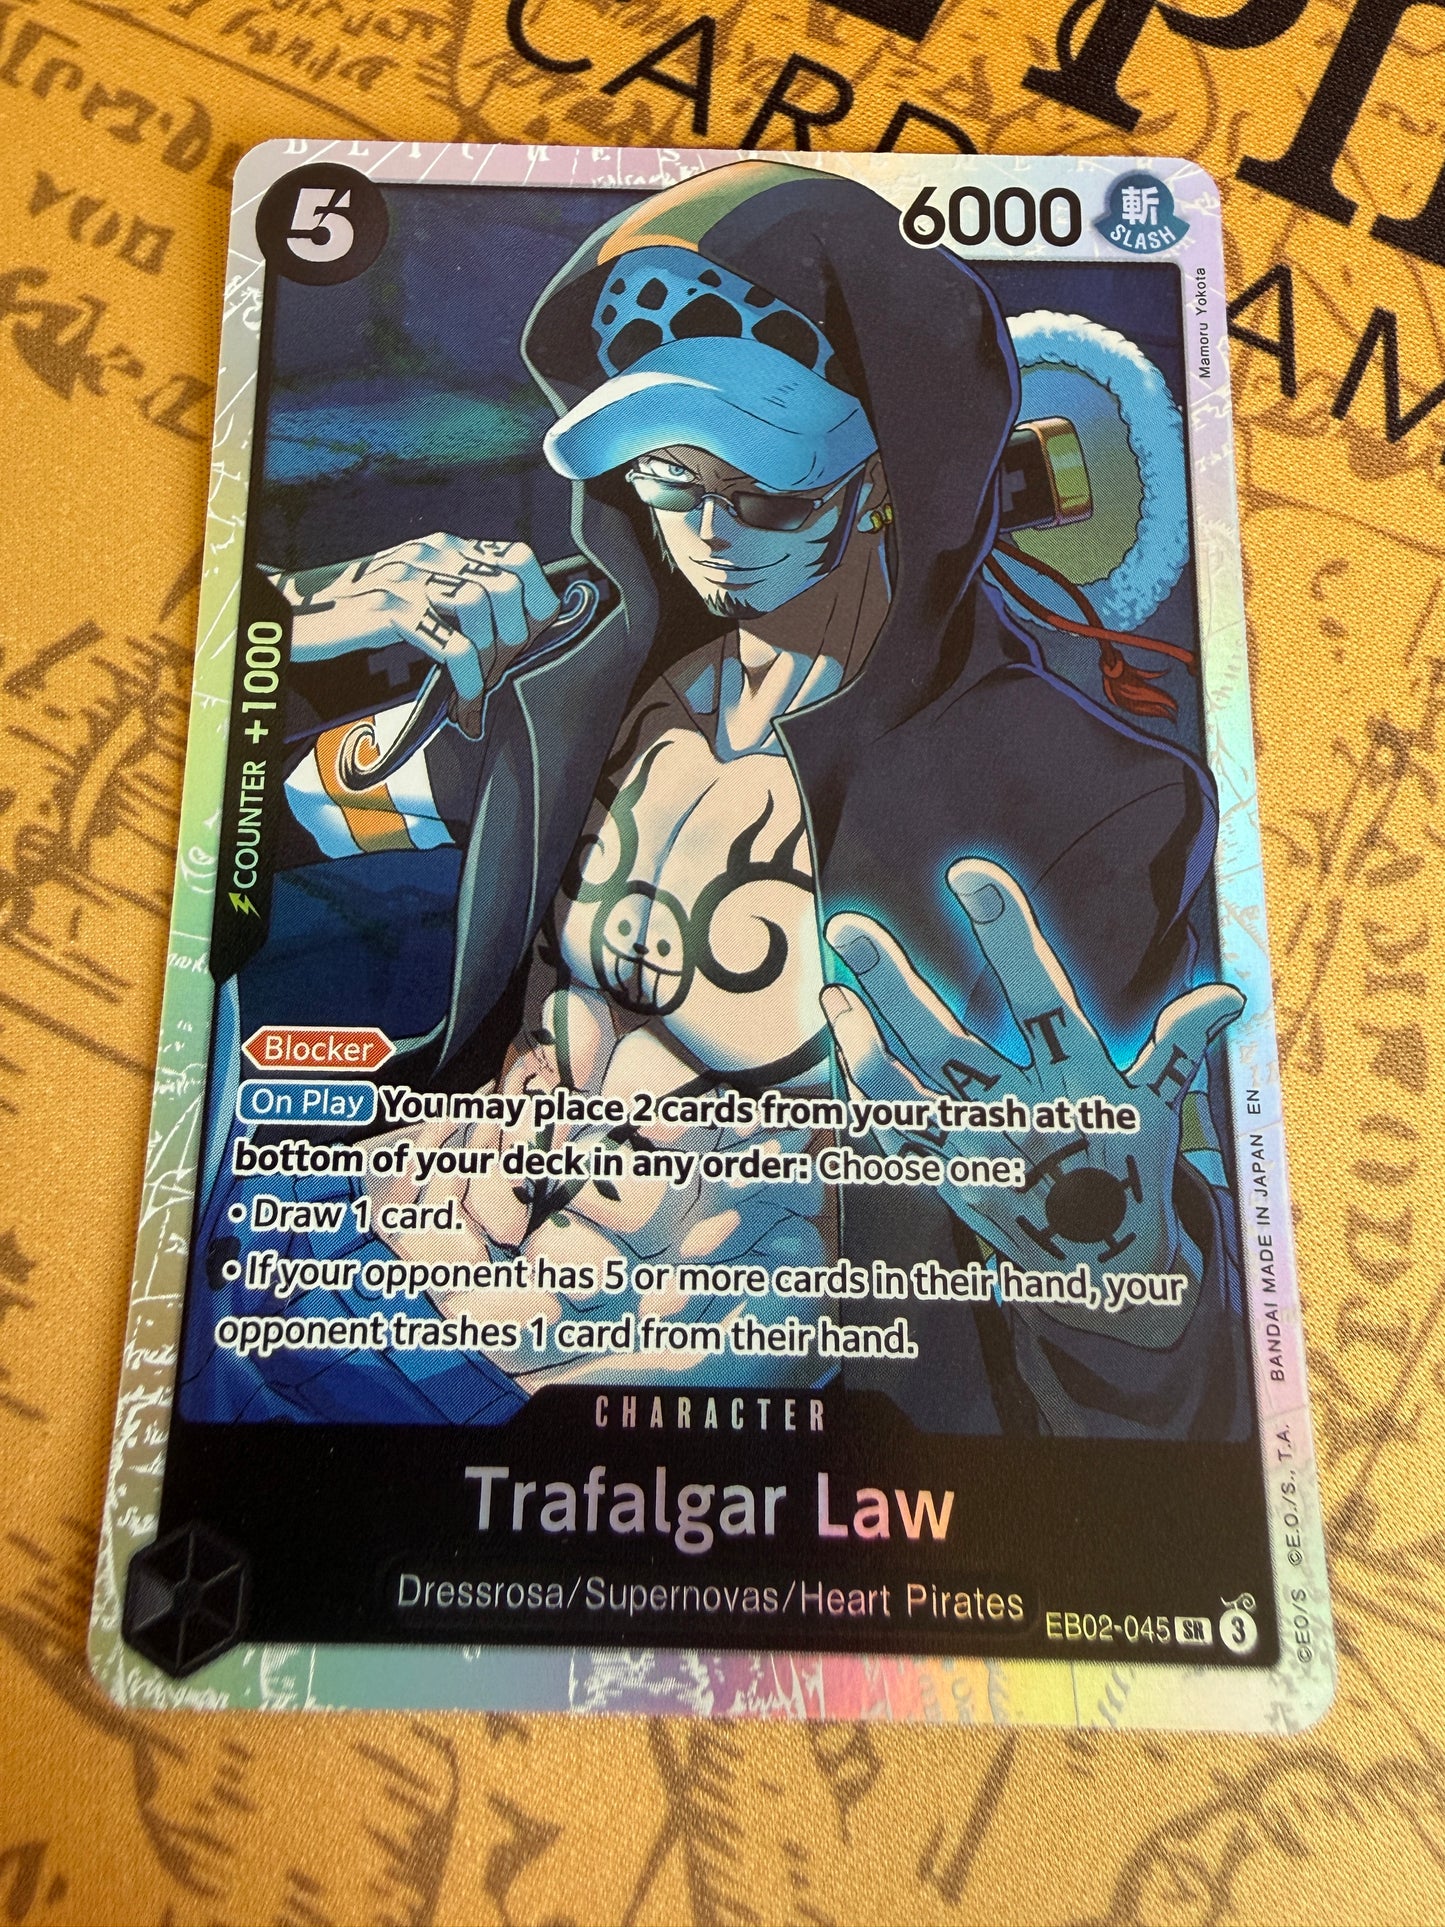 CARD
5
6000
斬
SLASH
Mamoru Yokota
COUNTER +1000
DEATH
DEATH
Blocker
On Play You may place 2 cards from your trash at the
bottom of your deck in any order: Choose one:
• Draw 1 card.
• If your opponent has 5 or more cards in their hand, your
opponent trashes 1 card from their hand.
CHARACTER
Trafalgar Law
Dressrosa/Supernovas/Heart Pirates
EB02-045 SR 3
©EO/S ©E.O./S., T.A. BANDAI MADE IN JAPAN EN